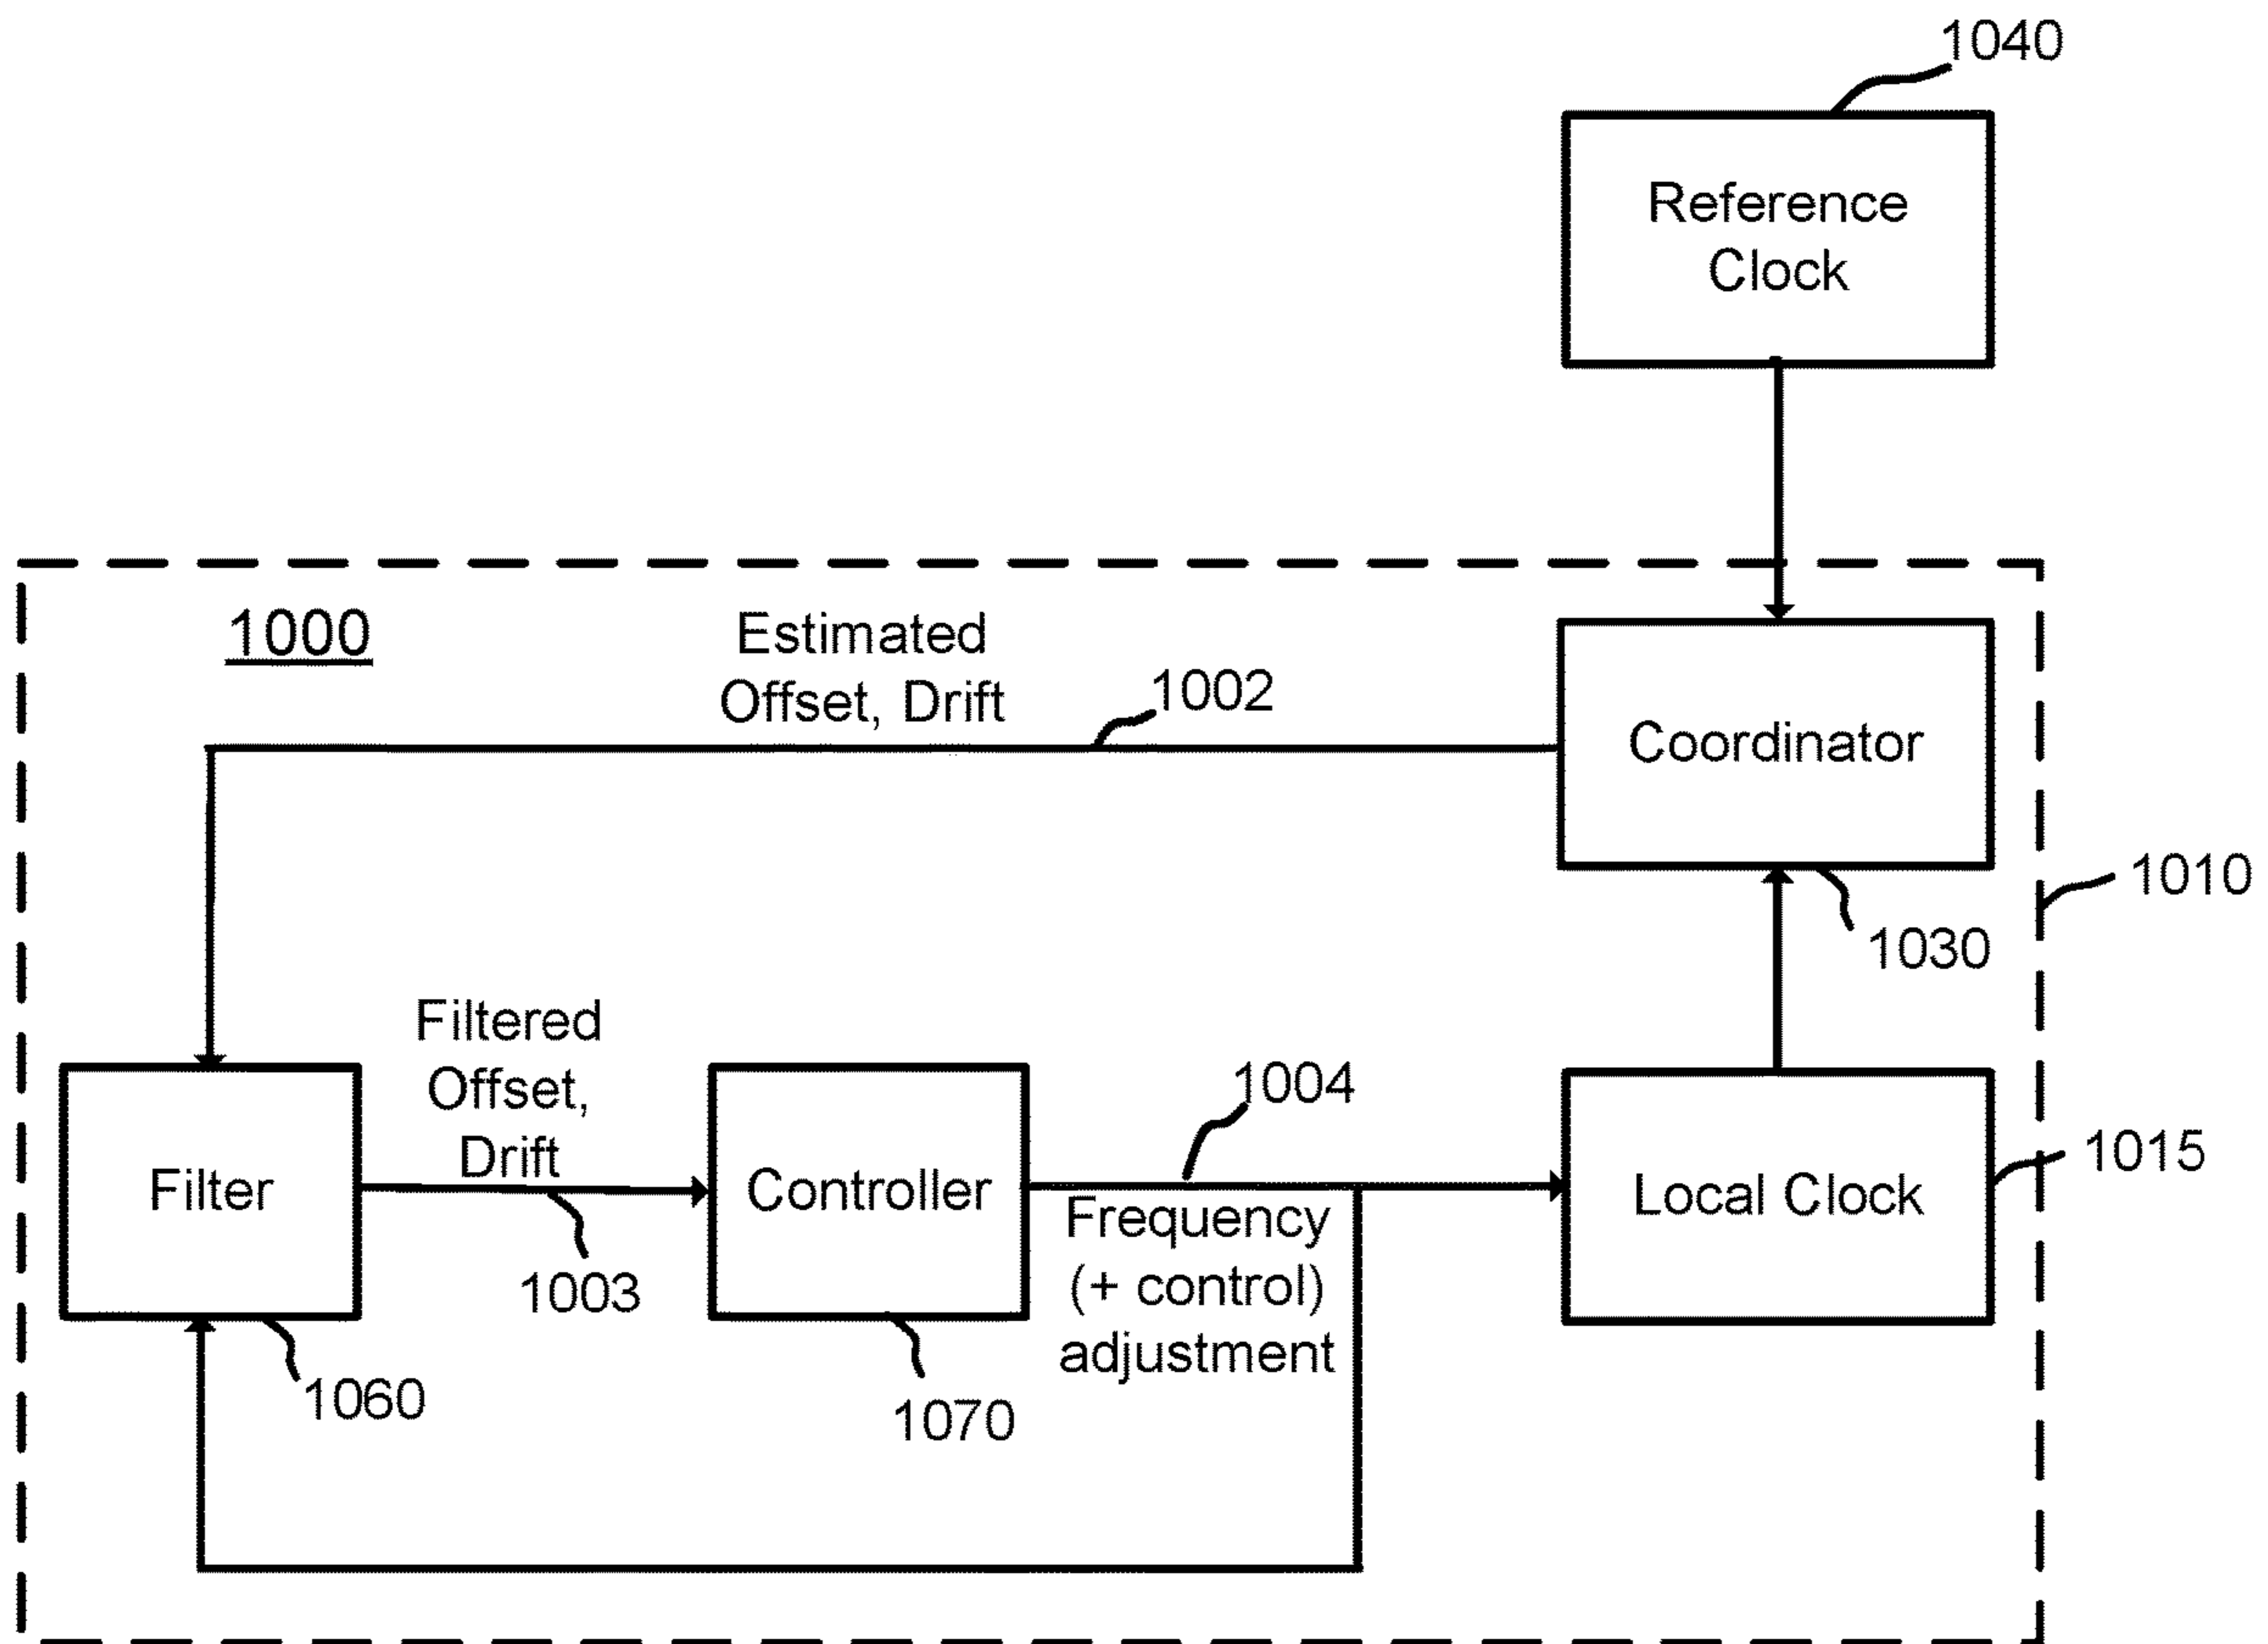 1040
Reference
Clock
1000
Estimated
Offset, Drift
1002
Coordinator
1010
1030
Filtered
Offset,
Drift
1003
Filter
1060
Controller
1070
1004
Frequency
(+ control)
adjustment
Local Clock
1015